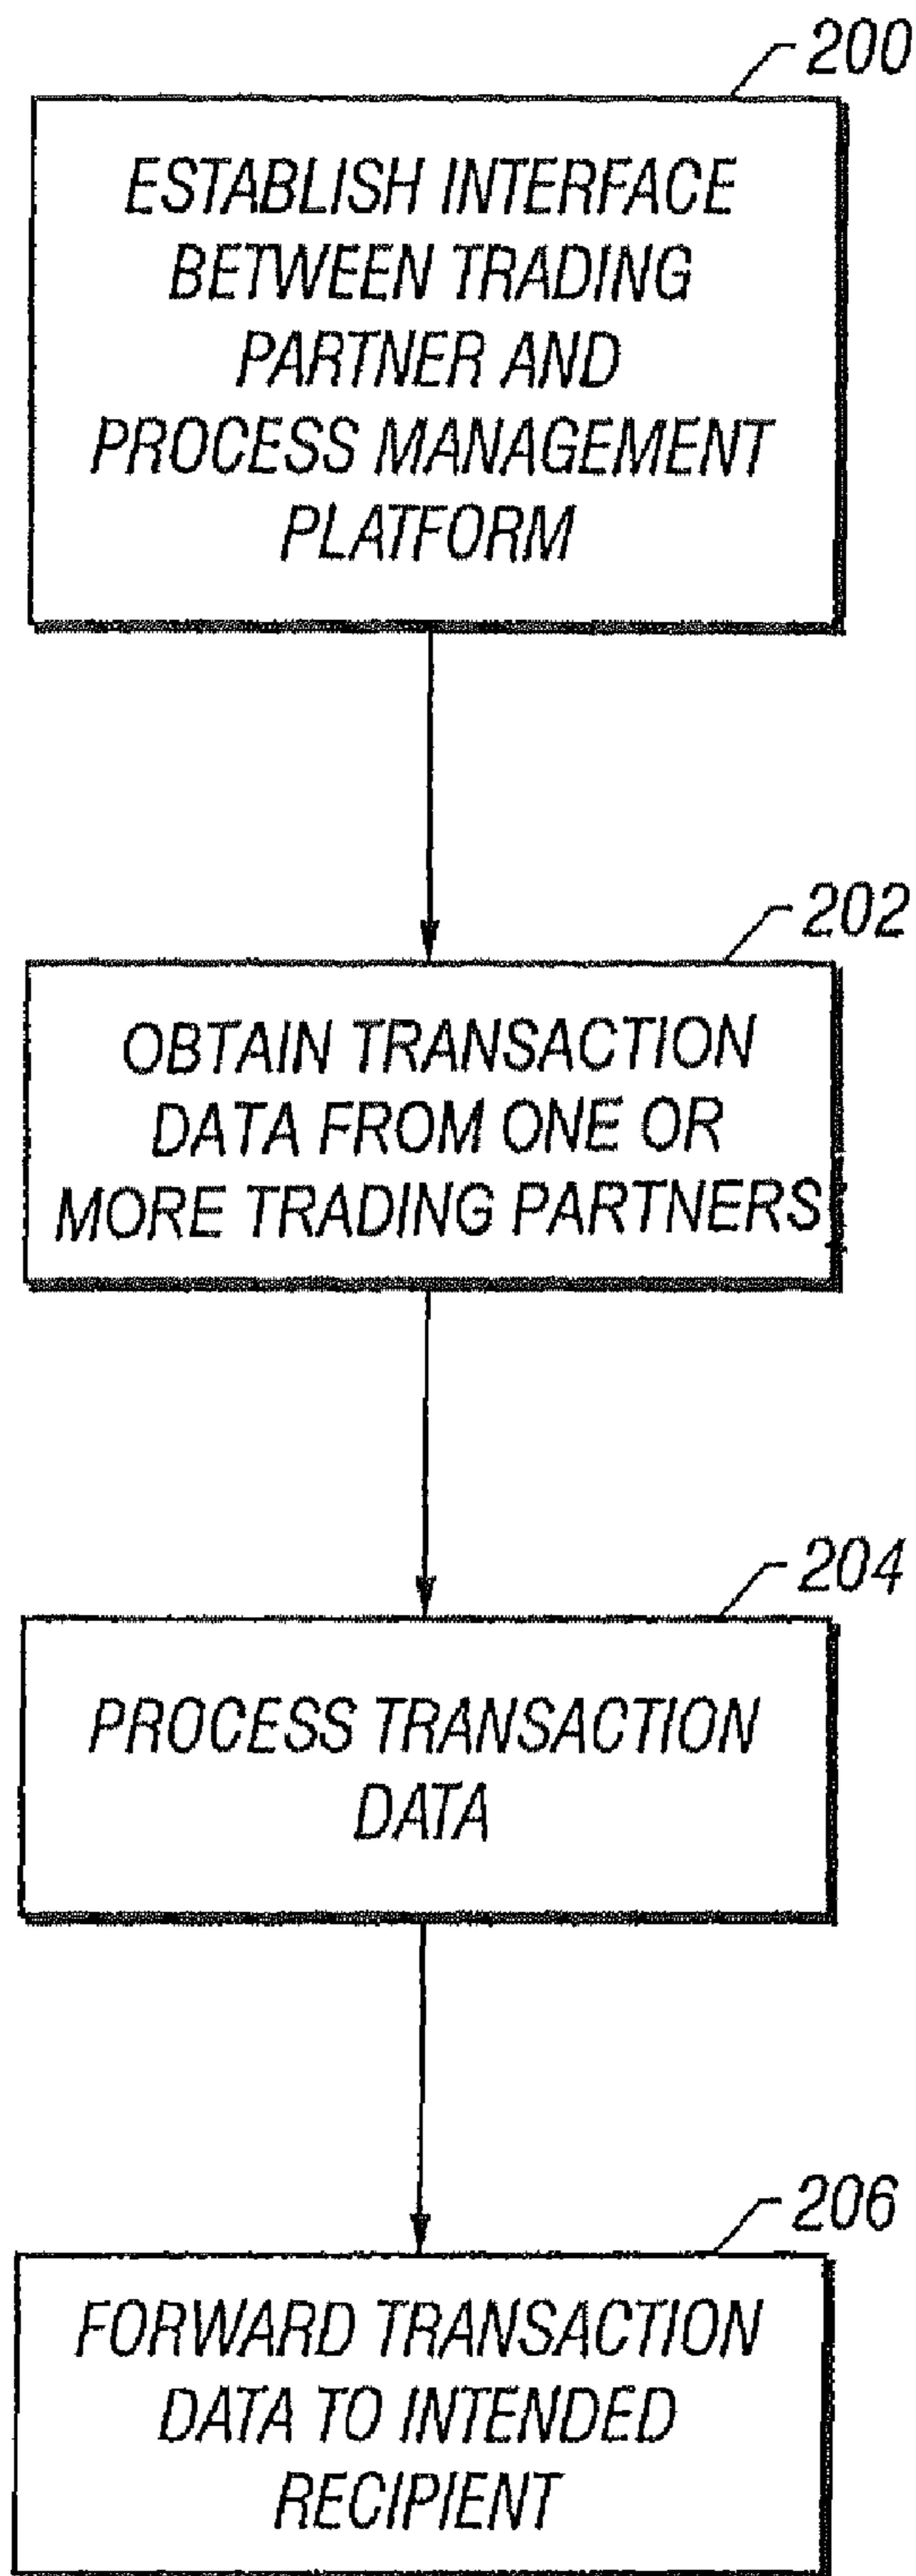 200
ESTABLISH INTERFACE
BETWEEN TRADING
PARTNER AND
PROCESS MANAGEMENT
PLATFORM
202
OBTAIN TRANSACTION
DATA FROM ONE OR
MORE TRADING PARTNERS
204
PROCESS TRANSACTION
DATA
206
FORWARD TRANSACTION
DATA TO INTENDED
RECIPIENT